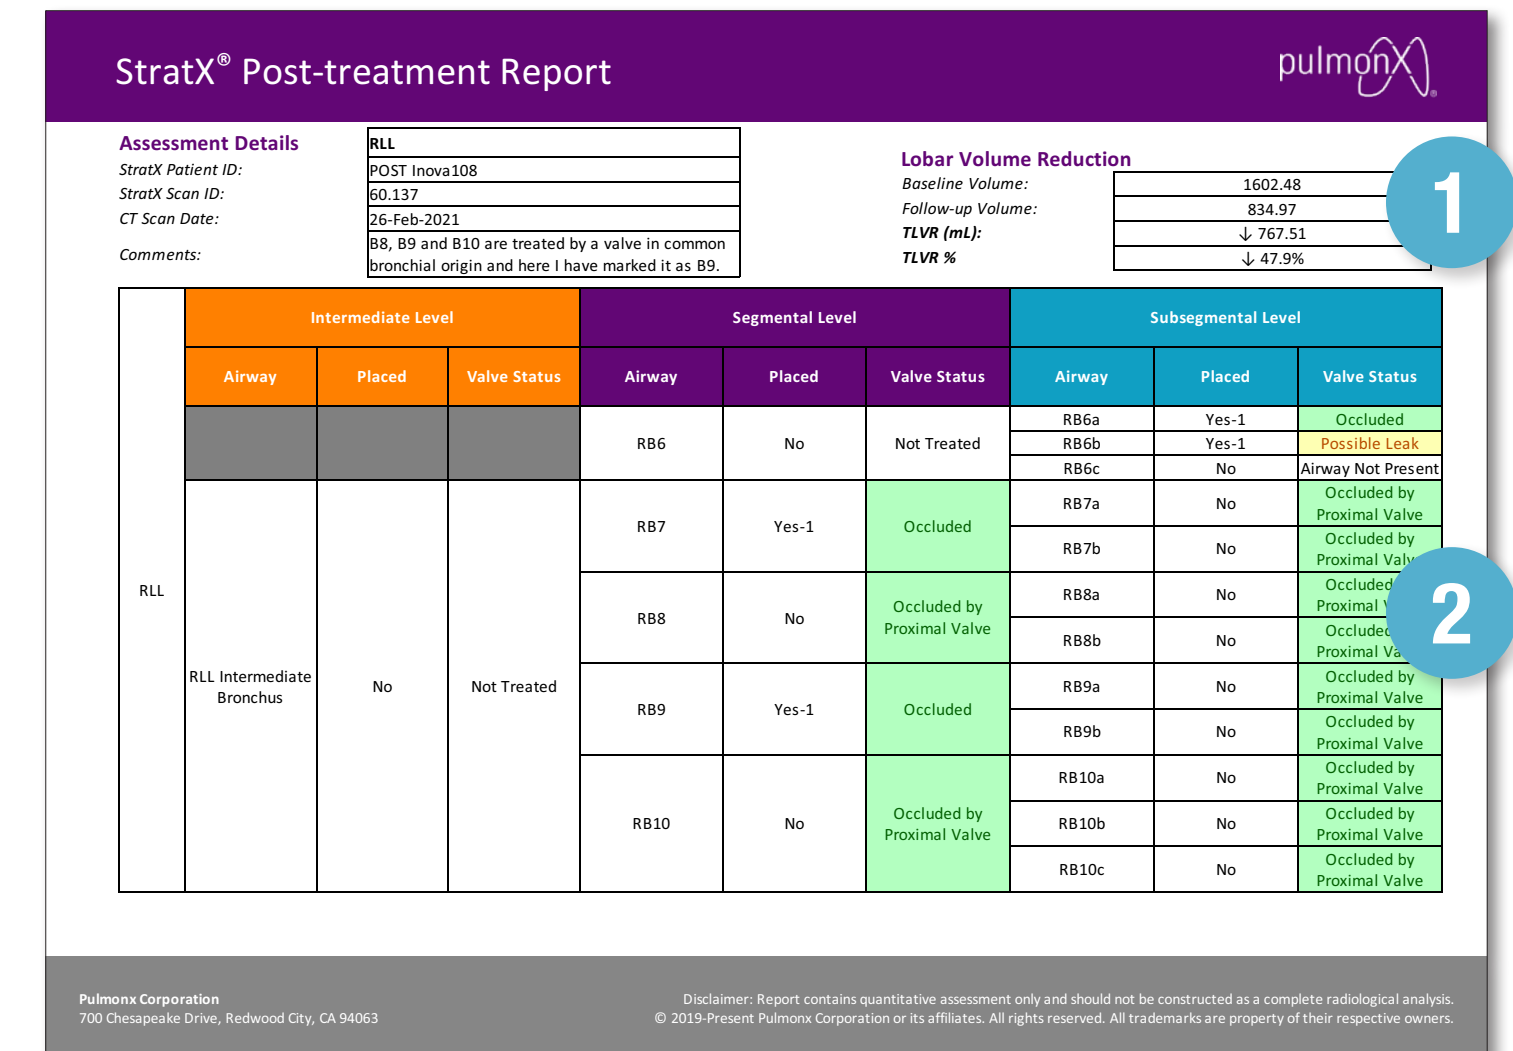 StratX® Post-treatment Report
pulmonx®
Assessment Details
RLL
StratX Patient ID:
POST Inova108
StratX Scan ID:
60.137
CT Scan Date:
26-Feb-2021
Comments:
B8, B9 and B10 are treated by a valve in common
bronchial origin and here I have marked it as B9.
Lobar Volume Reduction
Baseline Volume:
1602.48
Follow-up Volume:
834.97
TLVR (mL):
↓ 767.51
TLVR %
↓ 47.9%
1
Intermediate Level
Segmental Level
Subsegmental Level
Airway
Placed
Valve Status
Airway
Placed
Valve Status
Airway
Placed
Valve Status
RLL
RB6
No
Not Treated
RB6a
Yes-1
Occluded
RB6b
Yes-1
Possible Leak
RB6c
No
Airway Not Present
RLL Intermediate
Bronchus
No
Not Treated
RB7
Yes-1
Occluded
RB7a
No
Occluded by
Proximal Valve
RB7b
No
Occluded by
Proximal Valv
RB8
No
Occluded by
Proximal Valve
RB8a
No
Occluded
Proximal
RB8b
No
Occluded
Proximal Va
2
RB9
Yes-1
Occluded
RB9a
No
Occluded by
Proximal Valve
RB9b
No
Occluded by
Proximal Valve
RB10
No
Occluded by
Proximal Valve
RB10a
No
Occluded by
Proximal Valve
RB10b
No
Occluded by
Proximal Valve
RB10c
No
Occluded by
Proximal Valve
Pulmonx Corporation
700 Chesapeake Drive, Redwood City, CA 94063
Disclaimer: Report contains quantitative assessment only and should not be constructed as a complete radiological analysis.
© 2019-Present Pulmonx Corporation or its affiliates. All rights reserved. All trademarks are property of their respective owners.